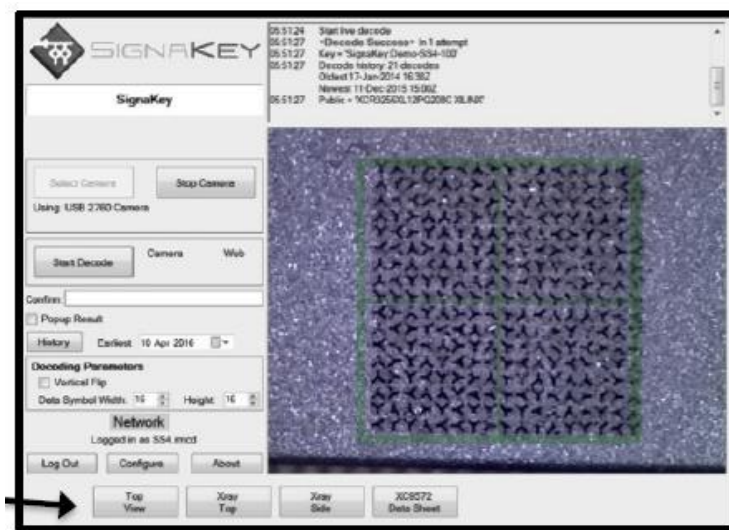 SIGNAKEY
SignaKey
05:51:24 Start live decode
05:51:27 <Decode Success> In 1 attempt
05:51:27 Key = 'SignaKey Demo-SS4-100'
05:51:27 Decode history: 21 decodes
Oldest 17-Jan-2014 16:38Z
Newest 11-Dec-2015 15:00Z
05:51:27 Public =
Select Camera
Stop Camera
Using: USB 2760 Camera
Start Decode
Camera
Web
Confirm:
Popup Result
History
Earliest: 10 Apr 2016
Decoding Parameters
Vertical Flip
Data Symbol Width: 16 Height: 16
Network
Logged in as SS4.mcd
Log Out
Configure
About
Top
View
Xray
Top
Xray
Side
XC9572
Data Sheet